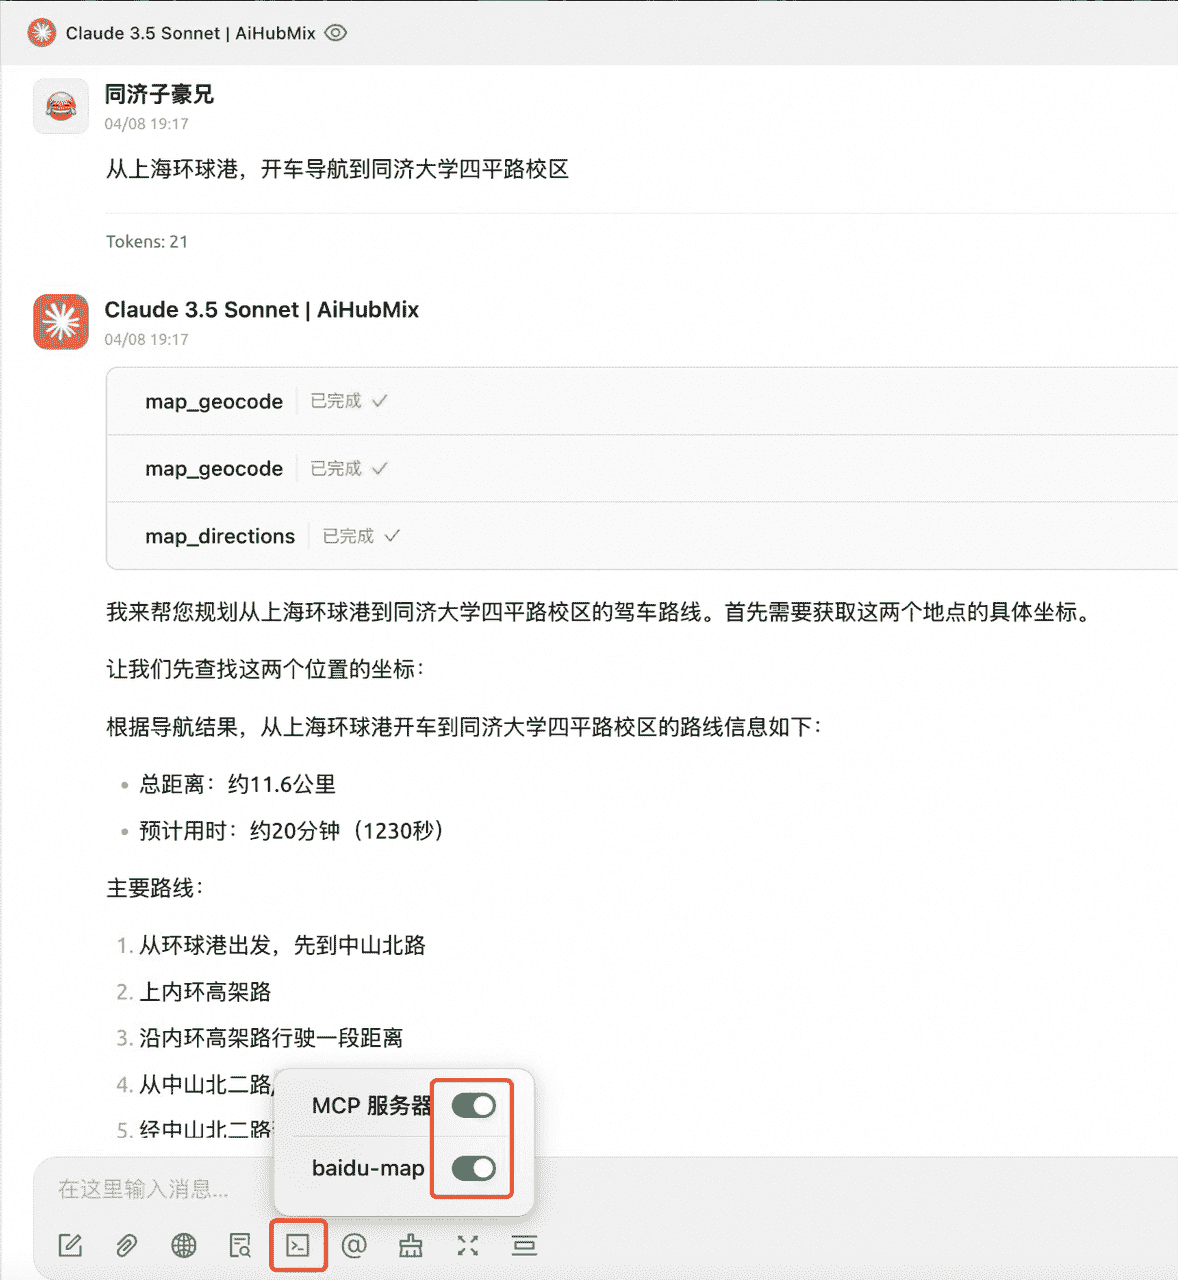 Claude 3.5 Sonnet | AiHubMix
同济子豪兄
04/08 19:17
从上海环球港，开车导航到同济大学四平路校区
Tokens: 21
Claude 3.5 Sonnet | AiHubMix
04/08 19:17
map_geocode 已完成
map_geocode 已完成
map_directions 已完成
我来帮您规划从上海环球港到同济大学四平路校区的驾车路线。首先需要获取这两个地点的具体坐标。
让我们先查找这两个位置的坐标：
根据导航结果，从上海环球港开车到同济大学四平路校区的路线信息如下：
• 总距离：约11.6公里
• 预计用时：约20分钟（1230秒）
主要路线：
1. 从环球港出发，先到中山北路
2. 上内环高架路
3. 沿内环高架路行驶一段距离
4. 从中山北二路
5. 经中山北二路
MCP 服务器
baidu-map
在这里输入消息...